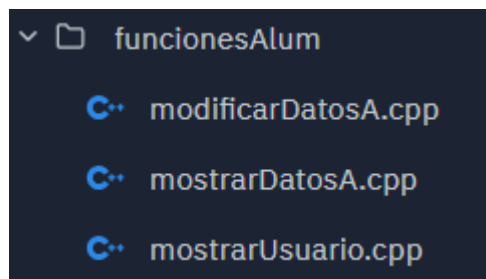 funcionesAlum
C++ modificarDatosA.cpp
C++ mostrarDatosA.cpp
C++ mostrarUsuario.cpp